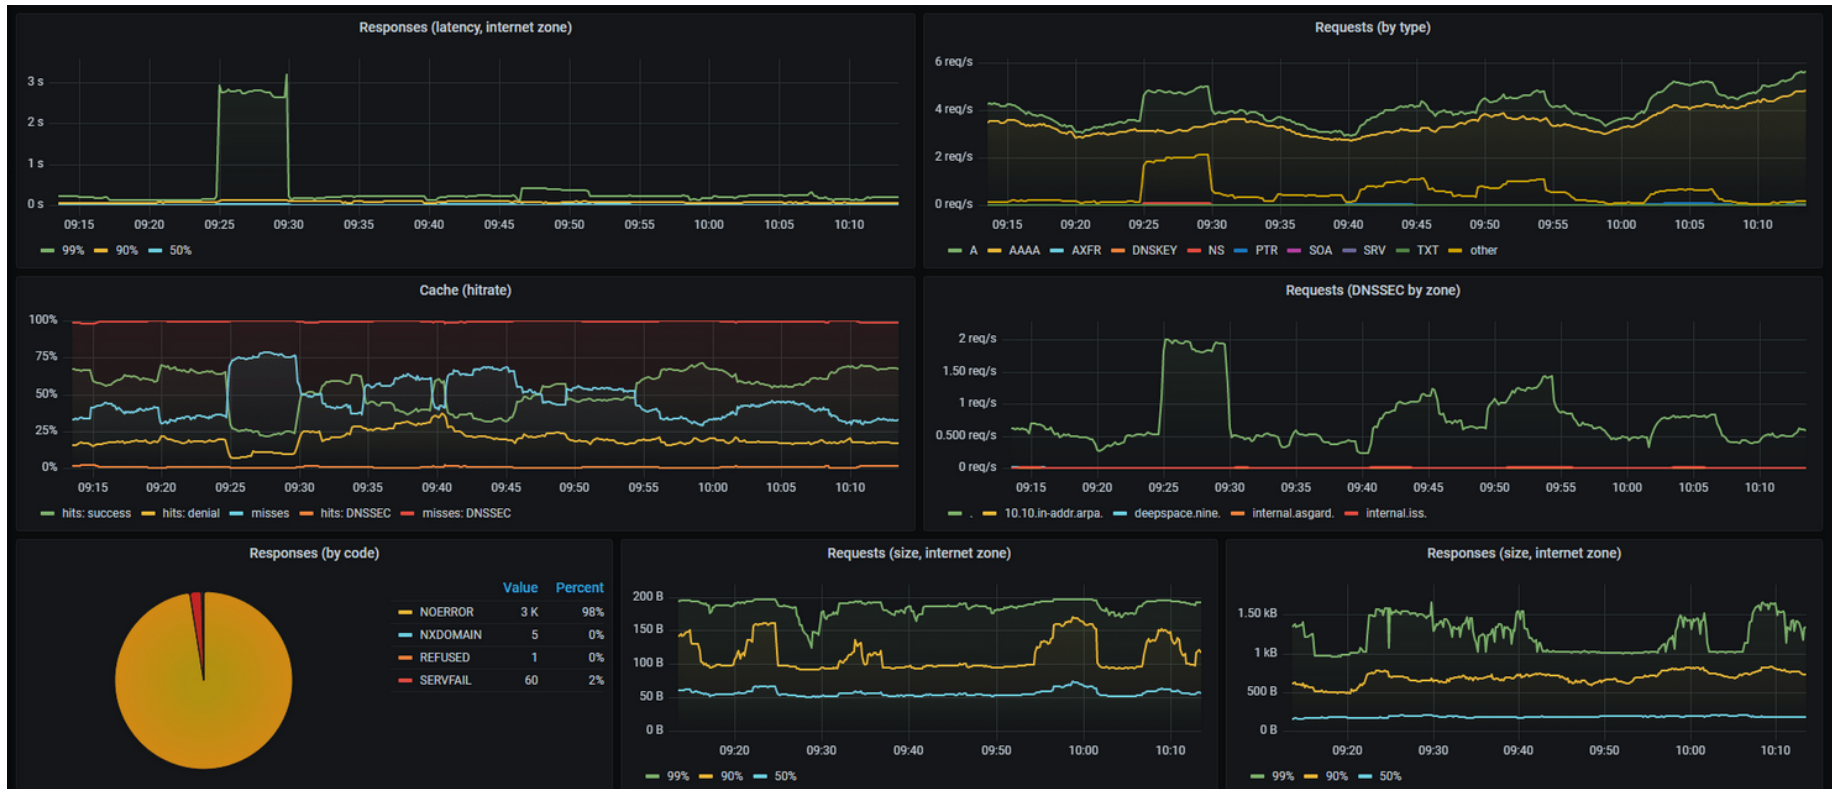 Responses (latency, internet zone)
3 s
2 s
1 s
0 s
09:15 09:20 09:25 09:30 09:35 09:40 09:45 09:50 09:55 10:00 10:05 10:10
99% 90% 50%
Requests (by type)
6 req/s
4 req/s
2 req/s
0 req/s
09:15 09:20 09:25 09:30 09:35 09:40 09:45 09:50 09:55 10:00 10:05 10:10
A AAAA AXFR DNSKEY NS PTR SOA SRV TXT other
Cache (hitrate)
100%
75%
50%
25%
0%
09:15 09:20 09:25 09:30 09:35 09:40 09:45 09:50 09:55 10:00 10:05 10:10
hits: success hits: denial misses hits: DNSSEC misses: DNSSEC
Requests (DNSSEC by zone)
2 req/s
1.50 req/s
1 req/s
0.500 req/s
0 req/s
09:15 09:20 09:25 09:30 09:35 09:40 09:45 09:50 09:55 10:00 10:05 10:10
. 10.10.in-addr.arpa. deepspace.nine. internal.asgard. internal.iss.
Responses (by code)
Value Percent
NOERROR 3 K 98%
NXDOMAIN 5 0%
REFUSED 1 0%
SERVFAIL 60 2%
Requests (size, internet zone)
200 B
150 B
100 B
50 B
0 B
09:20 09:30 09:40 09:50 10:00 10:10
99% 90% 50%
Responses (size, internet zone)
1.50 kB
1 kB
500 B
0 B
09:20 09:30 09:40 09:50 10:00 10:10
99% 90% 50%